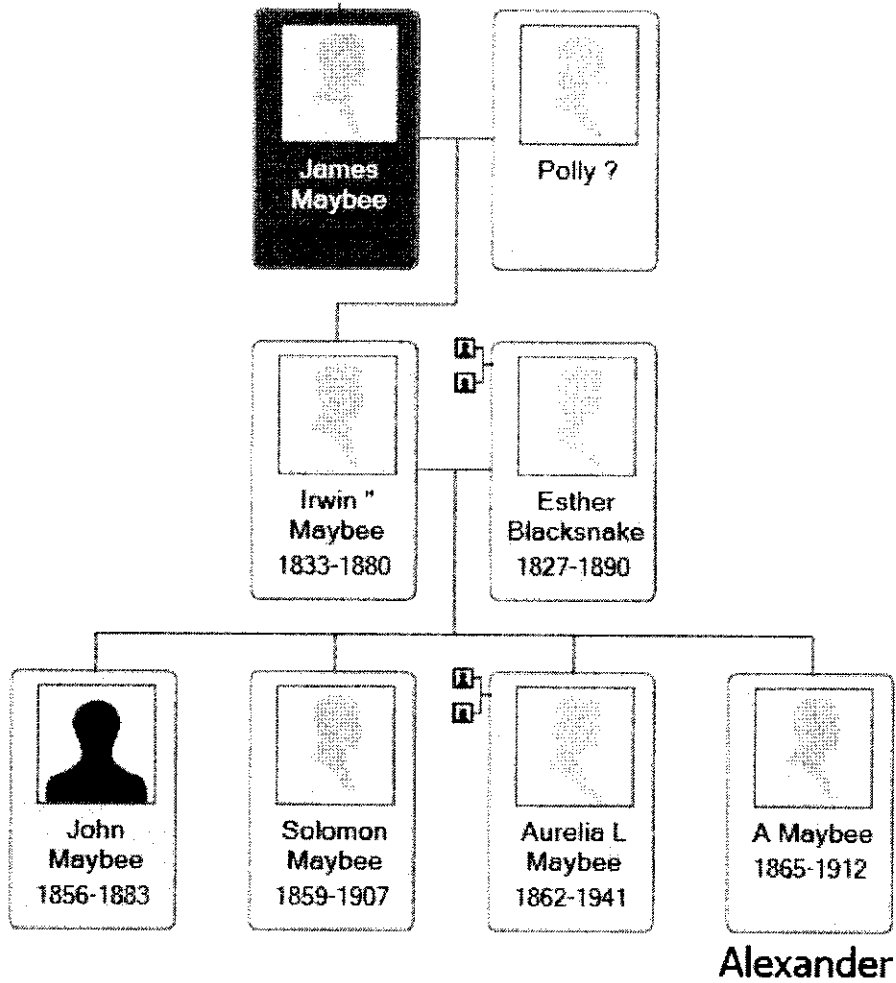 James
Maybee
Polly ?
Irwin "
Maybee
1833-1880
Esther
Blacksnake
1827-1890
John
Maybee
1856-1883
Solomon
Maybee
1859-1907
Aurelia L
Maybee
1862-1941
A Maybee
1865-1912
Alexander